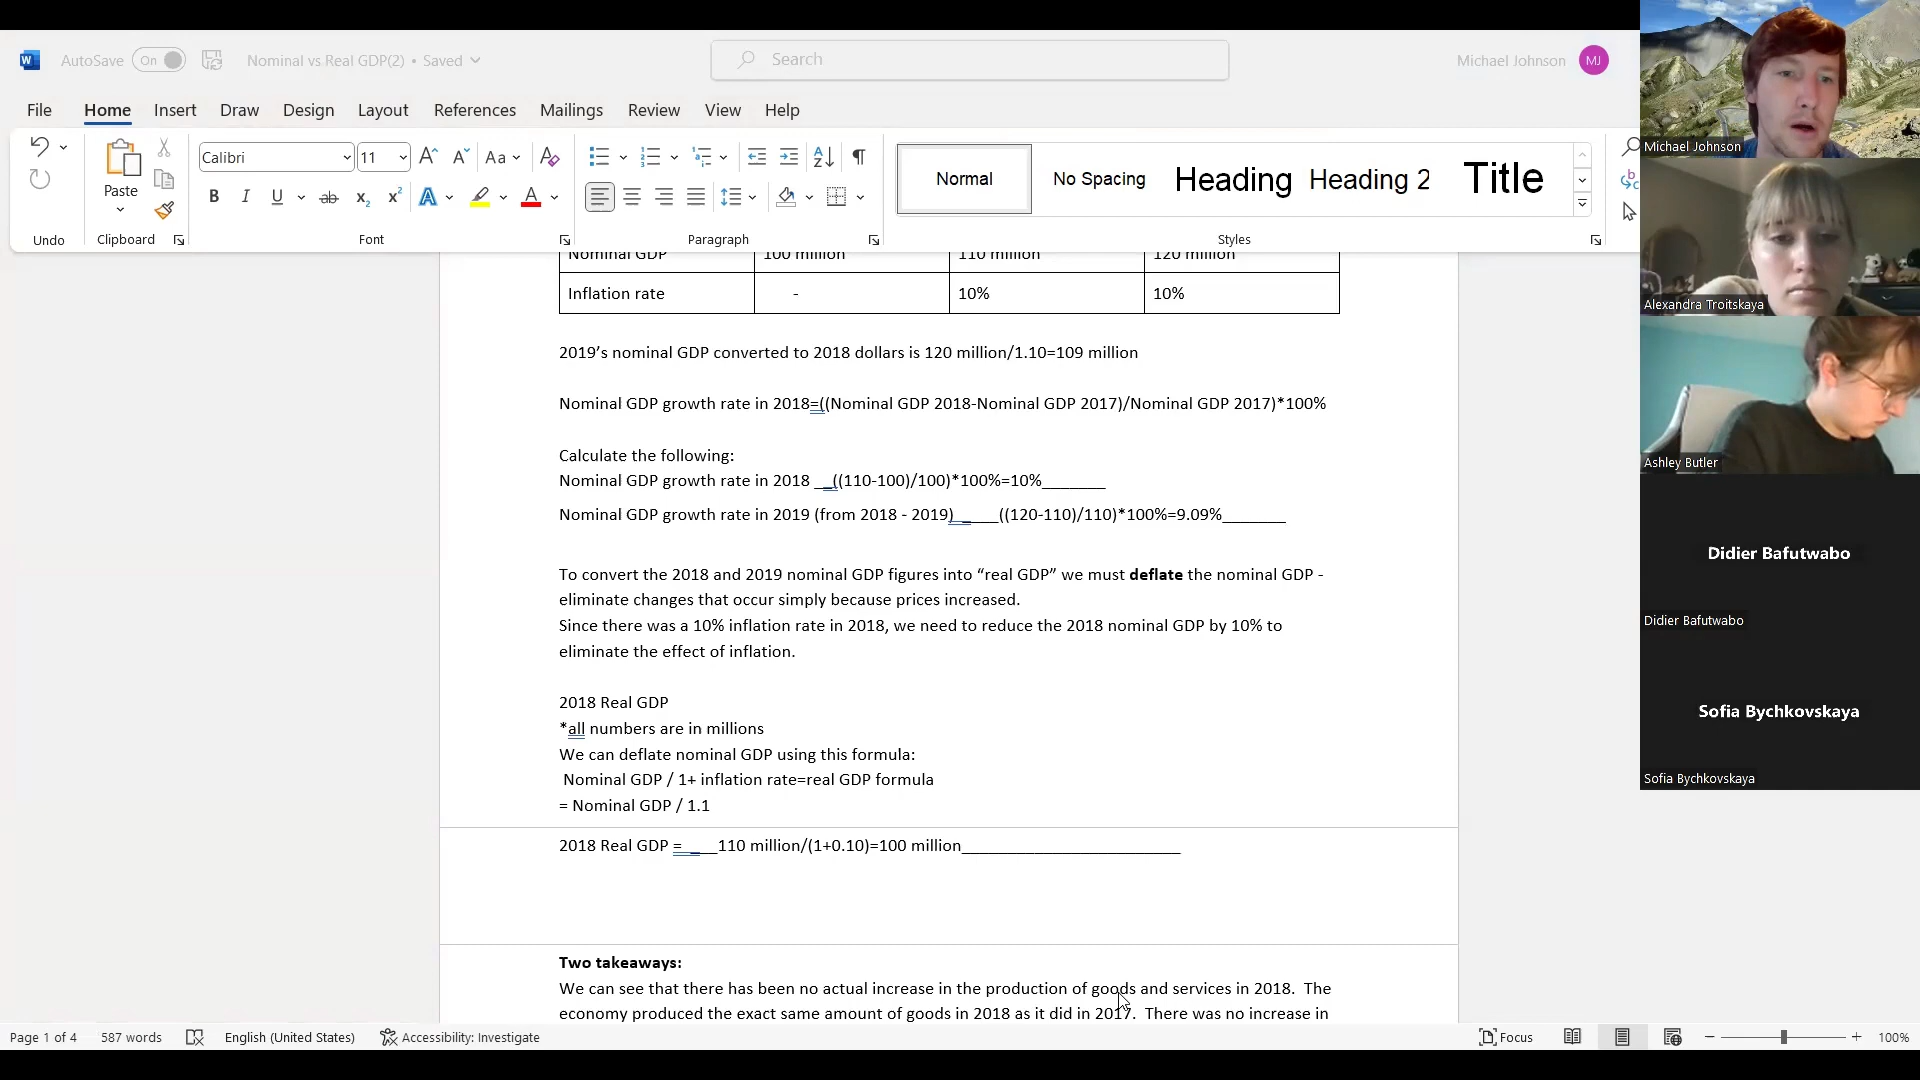 AutoSave On Nominal vs Real GDP(2) • Saved Search Michael Johnson MJ
File Home Insert Draw Design Layout References Mailings Review View Help
Paste Calibri 11 Aa Normal No Spacing Heading Heading 2 Title
Undo Clipboard Font Paragraph Styles
Nominal GDP 100 million 110 million 120 million
Inflation rate - 10% 10%
2019’s nominal GDP converted to 2018 dollars is 120 million/1.10=109 million
Nominal GDP growth rate in 2018=((Nominal GDP 2018-Nominal GDP 2017)/Nominal GDP 2017)*100%
Calculate the following:
Nominal GDP growth rate in 2018 __((110-100)/100)*100%=10%_______
Nominal GDP growth rate in 2019 (from 2018 - 2019) ____((120-110)/110)*100%=9.09%_______
To convert the 2018 and 2019 nominal GDP figures into “real GDP” we must deflate the nominal GDP -
eliminate changes that occur simply because prices increased.
Since there was a 10% inflation rate in 2018, we need to reduce the 2018 nominal GDP by 10% to
eliminate the effect of inflation.
2018 Real GDP
*all numbers are in millions
We can deflate nominal GDP using this formula:
Nominal GDP / 1+ inflation rate=real GDP formula
= Nominal GDP / 1.1
2018 Real GDP = ___110 million/(1+0.10)=100 million________________________
Two takeaways:
We can see that there has been no actual increase in the production of goods and services in 2018. The
economy produced the exact same amount of goods in 2018 as it did in 2017. There was no increase in
Page 1 of 4 587 words English (United States) Accessibility: Investigate Focus 100%
Michael Johnson
Alexandra Troitskaya
Ashley Butler
Didier Bafutwabo
Didier Bafutwabo
Sofia Bychkovskaya
Sofia Bychkovskaya